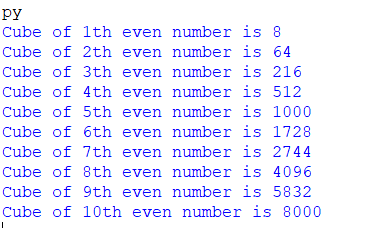 py
Cube of 1th even number is 8
Cube of 2th even number is 64
Cube of 3th even number is 216
Cube of 4th even number is 512
Cube of 5th even number is 1000
Cube of 6th even number is 1728
Cube of 7th even number is 2744
Cube of 8th even number is 4096
Cube of 9th even number is 5832
Cube of 10th even number is 8000